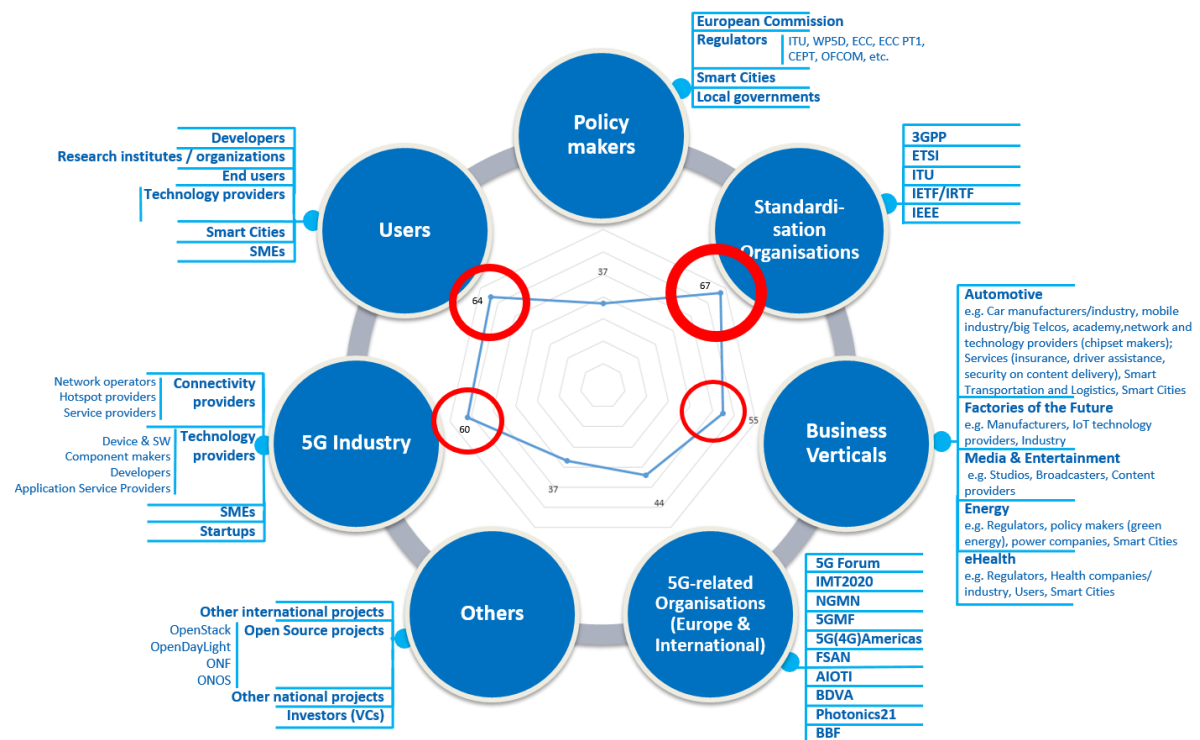 European Commission
Regulators
ITU, WP5D, ECC, ECC PT1,
CEPT, OFCOM, etc.
Smart Cities
Local governments
Policy
makers
Developers
Research institutes / organizations
End users
Technology providers
Smart Cities
SMEs
Users
3GPP
ETSI
ITU
IETF/IRTF
IEEE
Standardi-
sation
Organisations
37
67
64
60
55
37
44
Automotive
e.g. Car manufacturers/industry, mobile
industry/big Telcos, academy,network and
technology providers (chipset makers);
Services (insurance, driver assistance,
security on content delivery), Smart
Transportation and Logistics, Smart Cities
Factories of the Future
e.g. Manufacturers, IoT technology
providers, Industry
Media & Entertainment
e.g. Studios, Broadcasters, Content
providers
Energy
e.g. Regulators, policy makers (green
energy), power companies, Smart Cities
eHealth
e.g. Regulators, Health companies/
industry, Users, Smart Cities
Business
Verticals
Network operators
Hotspot providers
Service providers
Connectivity
providers
Device & SW
Component makers
Developers
Application Service Providers
Technology
providers
SMEs
Startups
5G Industry
Other international projects
OpenStack
OpenDayLight
ONF
ONOS
Open Source projects
Other national projects
Investors (VCs)
Others
5G-related
Organisations
(Europe &
International)
5G Forum
IMT2020
NGMN
5GMF
5G(4G)Americas
FSAN
AIOTI
BDVA
Photonics21
BBF